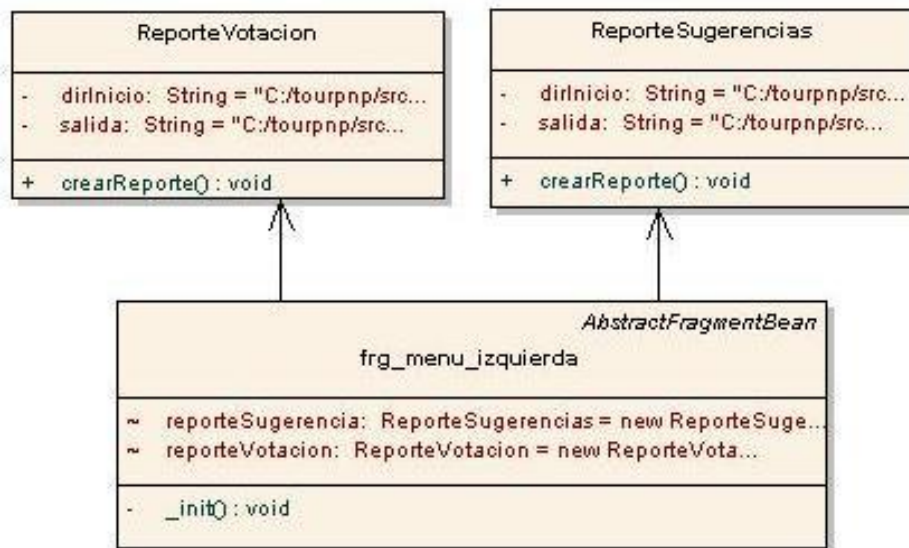 ReporteVotacion
- dirInicio: String = "C:/tourpnp/src...
- salida: String = "C:/tourpnp/src...
+ crearReporte() : void
ReporteSugerencias
- dirInicio: String = "C:/tourpnp/src...
- salida: String = "C:/tourpnp/src...
+ crearReporte() : void
AbstractFragmentBean
frg_menu_izquierda
~ reporteSugerencia: ReporteSugerencias = new ReporteSuge...
~ reporteVotacion: ReporteVotacion = new ReporteVota...
- _init() : void